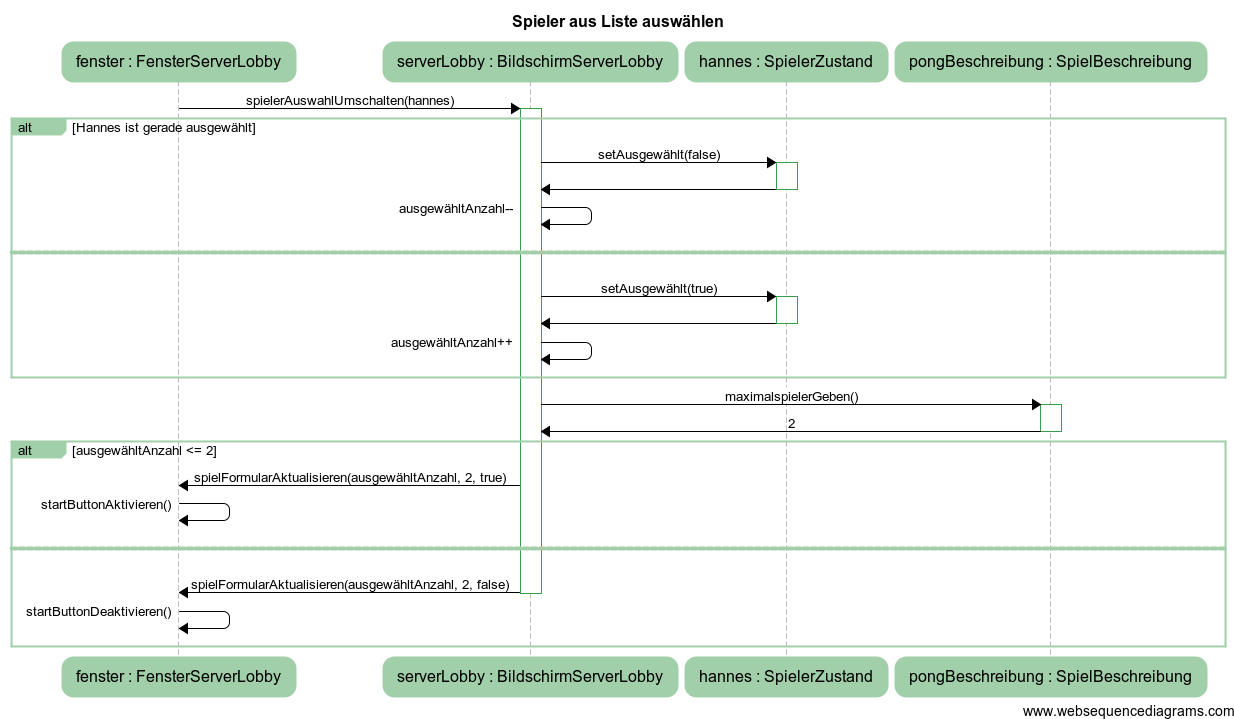 Spieler aus Liste auswählen
fenster : FensterServerLobby
serverLobby : BildschirmServerLobby
hannes : SpielerZustand
pongBeschreibung : SpielBeschreibung
spielerAuswahlUmschalten(hannes)
alt
[Hannes ist gerade ausgewählt]
setAusgewählt(false)
ausgewähltAnzahl--
setAusgewählt(true)
ausgewähltAnzahl++
maximalspielerGeben()
2
alt
[ausgewähltAnzahl <= 2]
spielFormularAktualisieren(ausgewähltAnzahl, 2, true)
startButtonAktivieren()
spielFormularAktualisieren(ausgewähltAnzahl, 2, false)
startButtonDeaktivieren()
fenster : FensterServerLobby
serverLobby : BildschirmServerLobby
hannes : SpielerZustand
pongBeschreibung : SpielBeschreibung
www.websequencediagrams.com